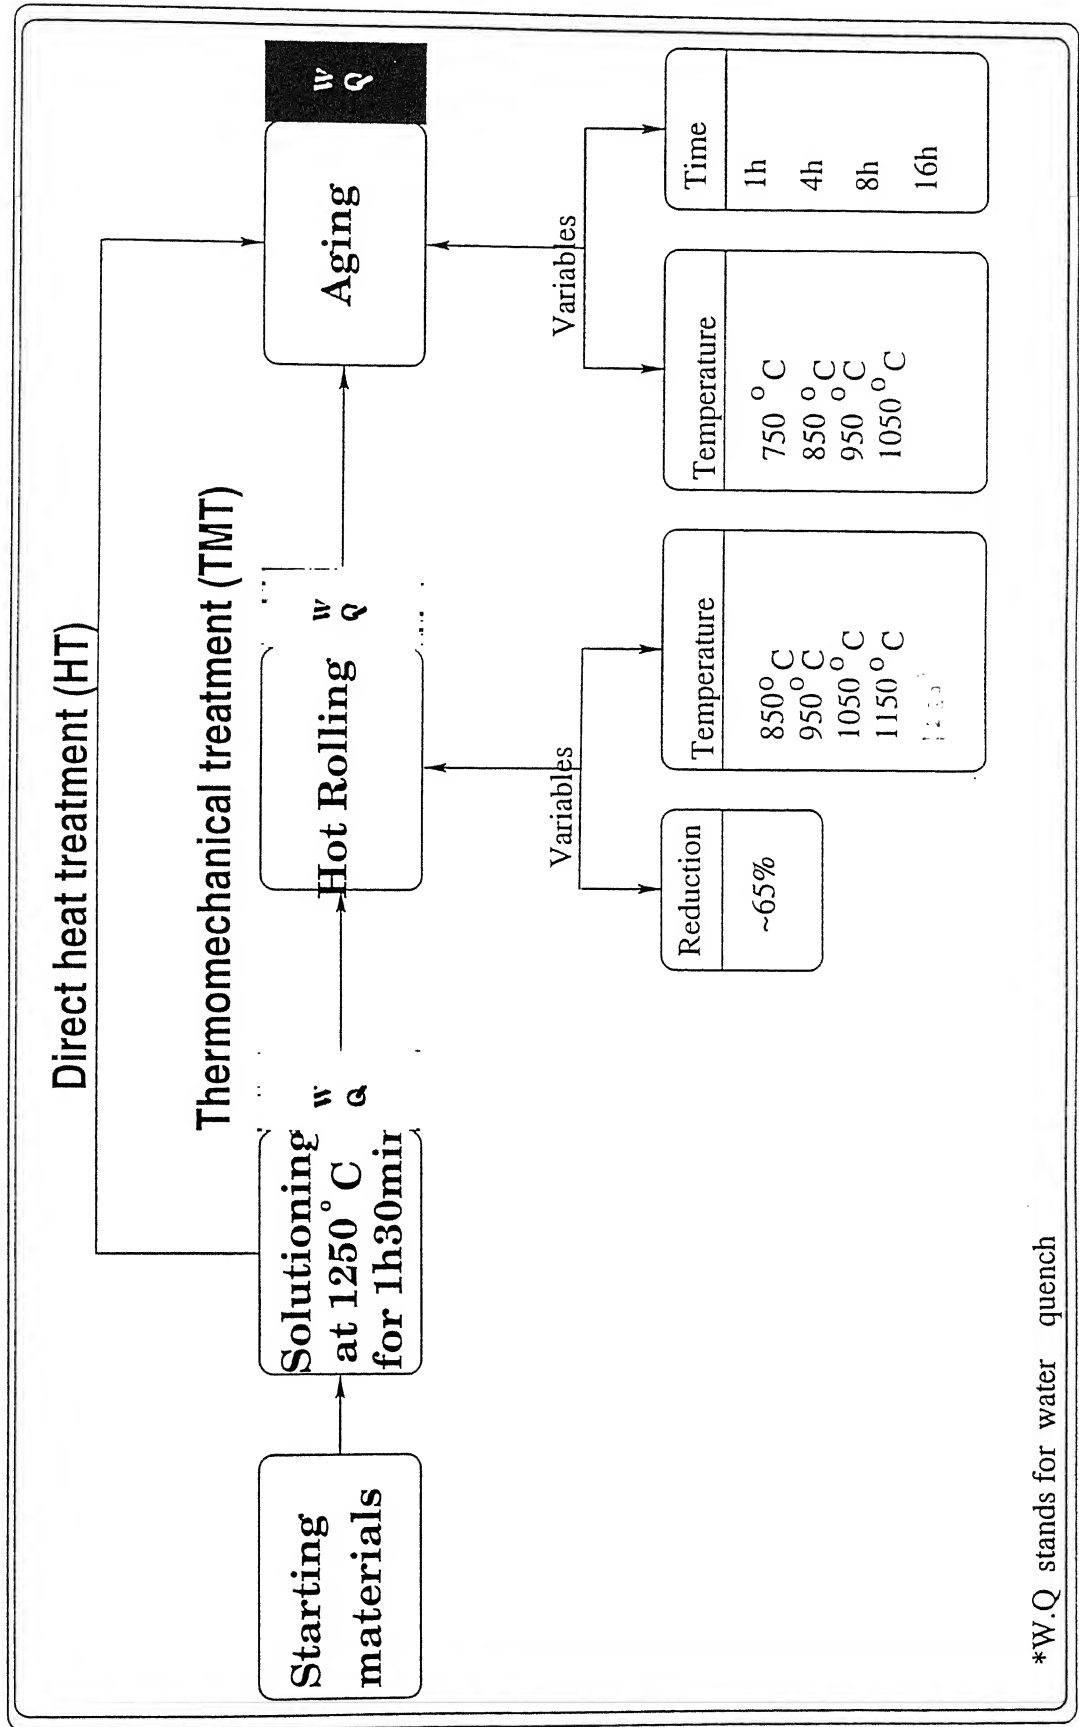 Direct heat treatment (HT)
Thermomechanical treatment (TMT)
Starting
materials
Solutioning
at 1250°C
for 1h30min
W
Q
Hot Rolling
W
Q
Aging
W
Q
Variables
Variables
Reduction
~65%
Temperature
850°C
950°C
1050°C
1150°C
Temperature
750°C
850°C
950°C
1050°C
Time
1h
4h
8h
16h
*W.Q stands for water quench